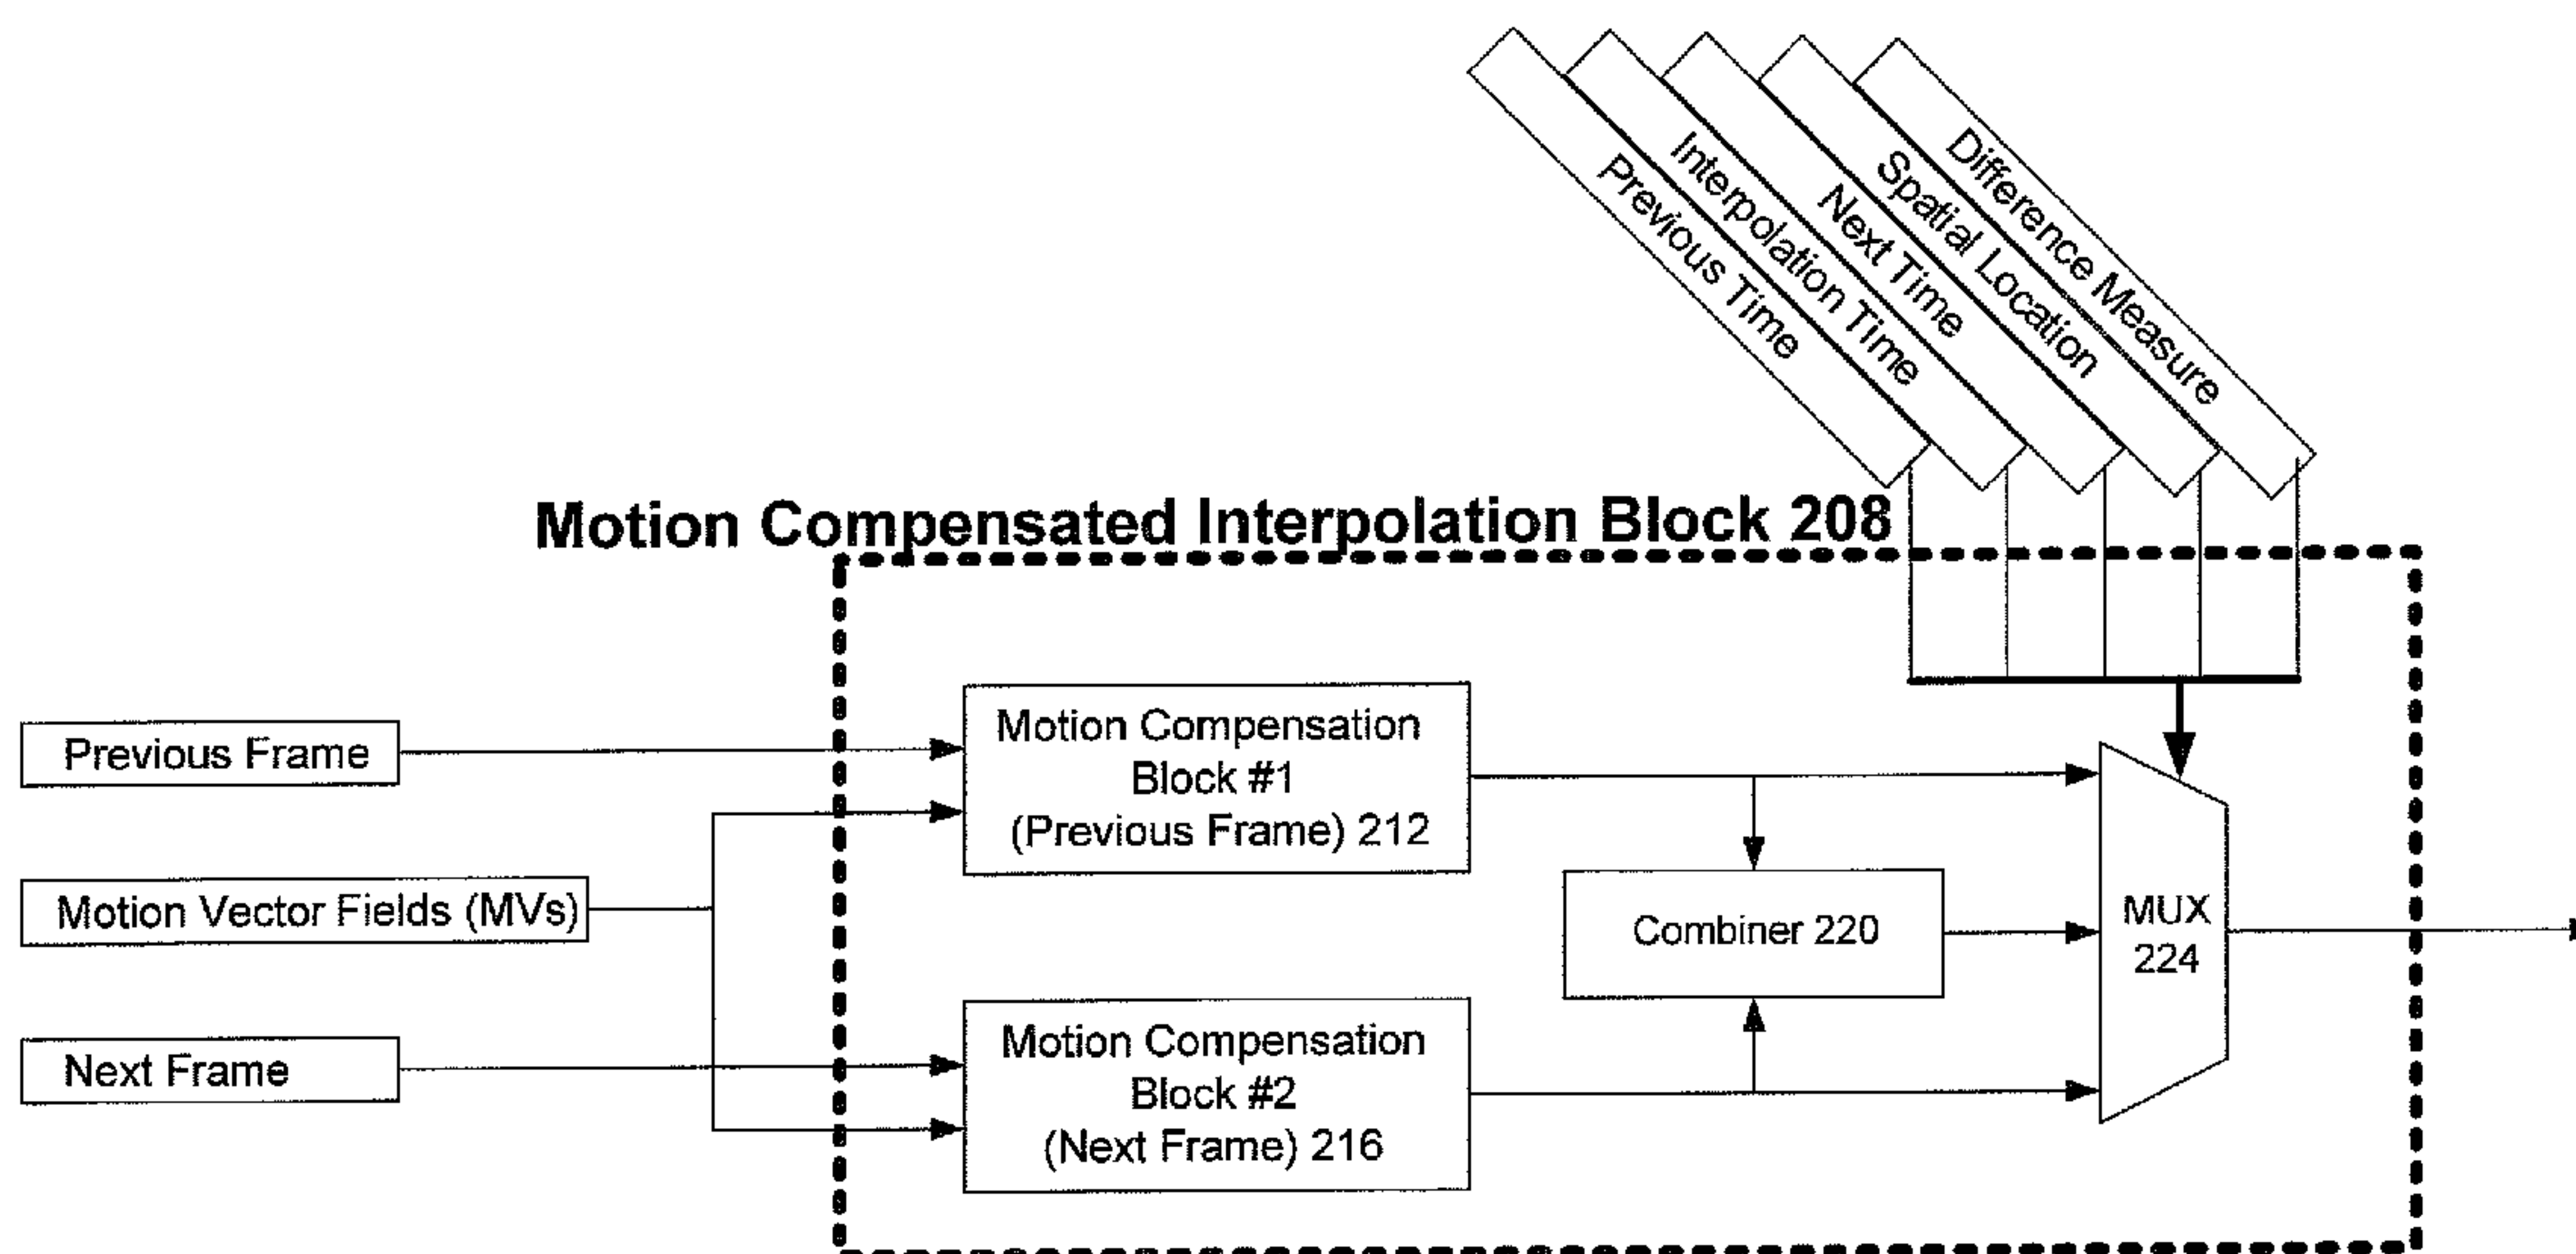 Previous Time
Interpolation Time
Next Time
Spatial Location
Difference Measure
Motion Compensated Interpolation Block 208
Previous Frame
Motion Vector Fields (MVs)
Next Frame
Motion Compensation
Block #1
(Previous Frame) 212
Motion Compensation
Block #2
(Next Frame) 216
Combiner 220
MUX
224